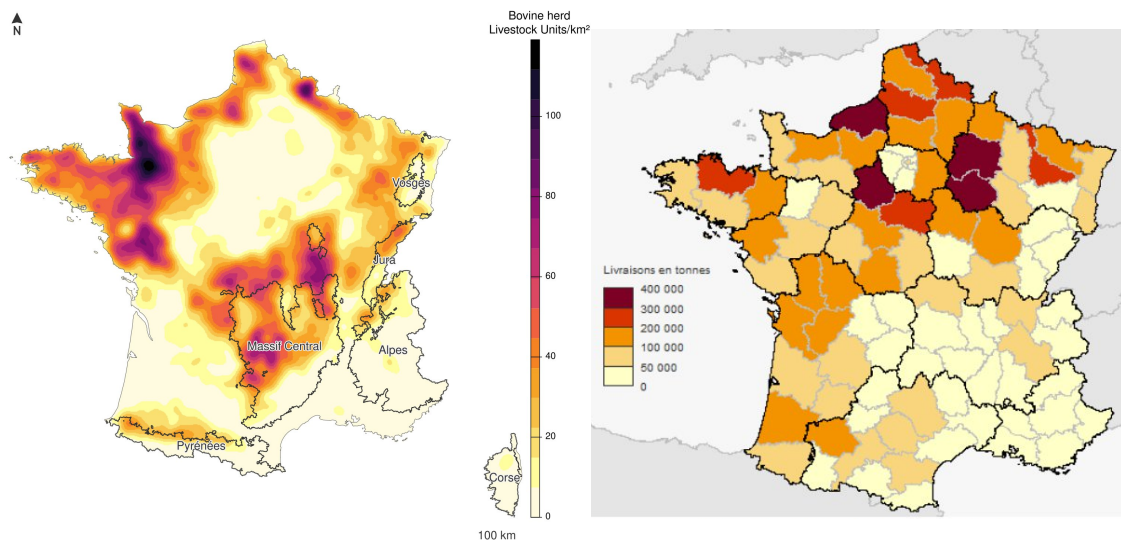 N
Bovine herd
Livestock Units/km²
100
80
60
40
20
0
Vosges
Jura
Massif Central
Alpes
Pyrénées
Corse
100 km
Livraisons en tonnes
400 000
300 000
200 000
100 000
50 000
0